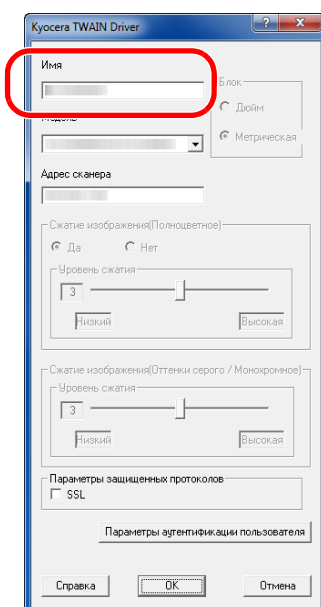 Kyocera TWAIN Driver
Имя
Блок
Дюйм
Модель
Метрическая
Адрес сканера
Сжатие изображения(Полноцветное)
Да Нет
Уровень сжатия
3
Низкий Высокая
Сжатие изображения(Оттенки серого / Монохромное)
Уровень сжатия
3
Низкий Высокая
Параметры защищенных протоколов
SSL
Параметры аутентификации пользователя
Справка OK Отмена